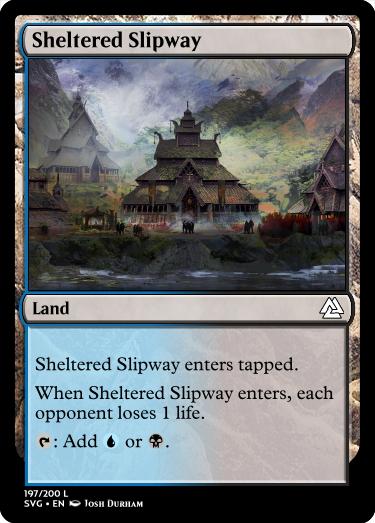 Sheltered Slipway
Land
Sheltered Slipway enters tapped.
When Sheltered Slipway enters, each
opponent loses 1 life.
: Add or .
197/200 L
SVG • EN Josh Durham